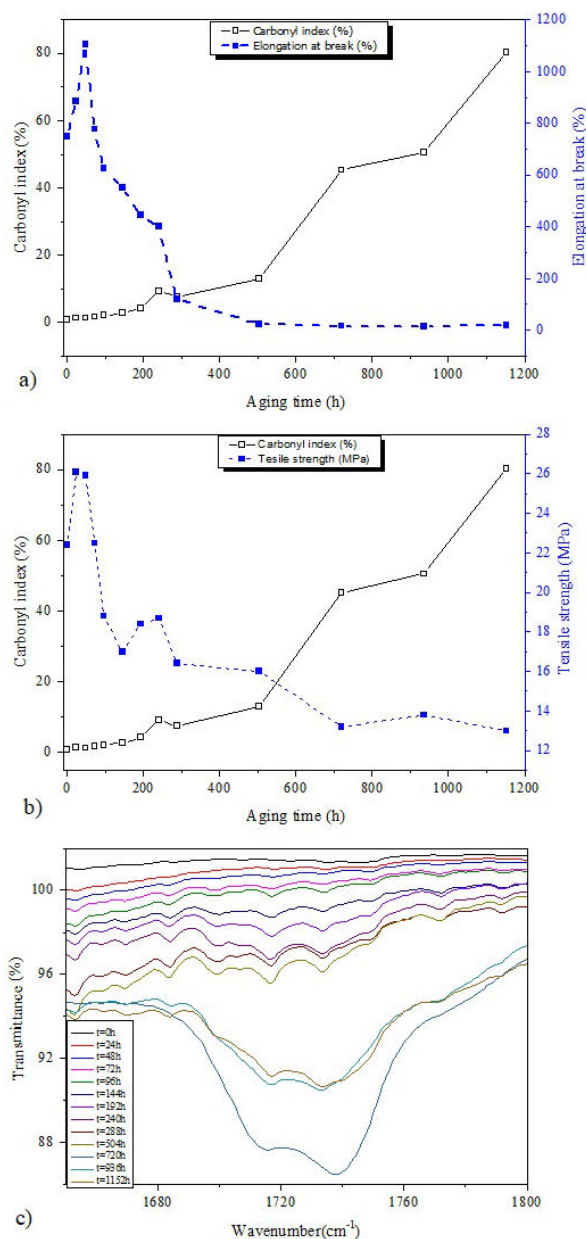 Carbonyl index (%)
Elongation at break (%)
80
60
40
20
0
Carbonyl index (%)
1200
1000
800
600
400
200
0
Elongation at break (%)
0 200 400 600 800 1000 1200
Aging time (h)
a)
Carbonyl index (%)
Tesile strength (MPa)
80
60
40
20
0
Carbonyl index (%)
28
26
24
22
20
18
16
14
12
Tensile strength (MPa)
0 200 400 600 800 1000 1200
Aging time (h)
b)
100
96
92
88
Transmittance (%)
t=0h
t=24h
t=48h
t=72h
t=96h
t=144h
t=192h
t=240h
t=288h
t=504h
t=720h
t=936h
t=1152h
1680 1720 1760 1800
Wavenumber(cm-1)
c)